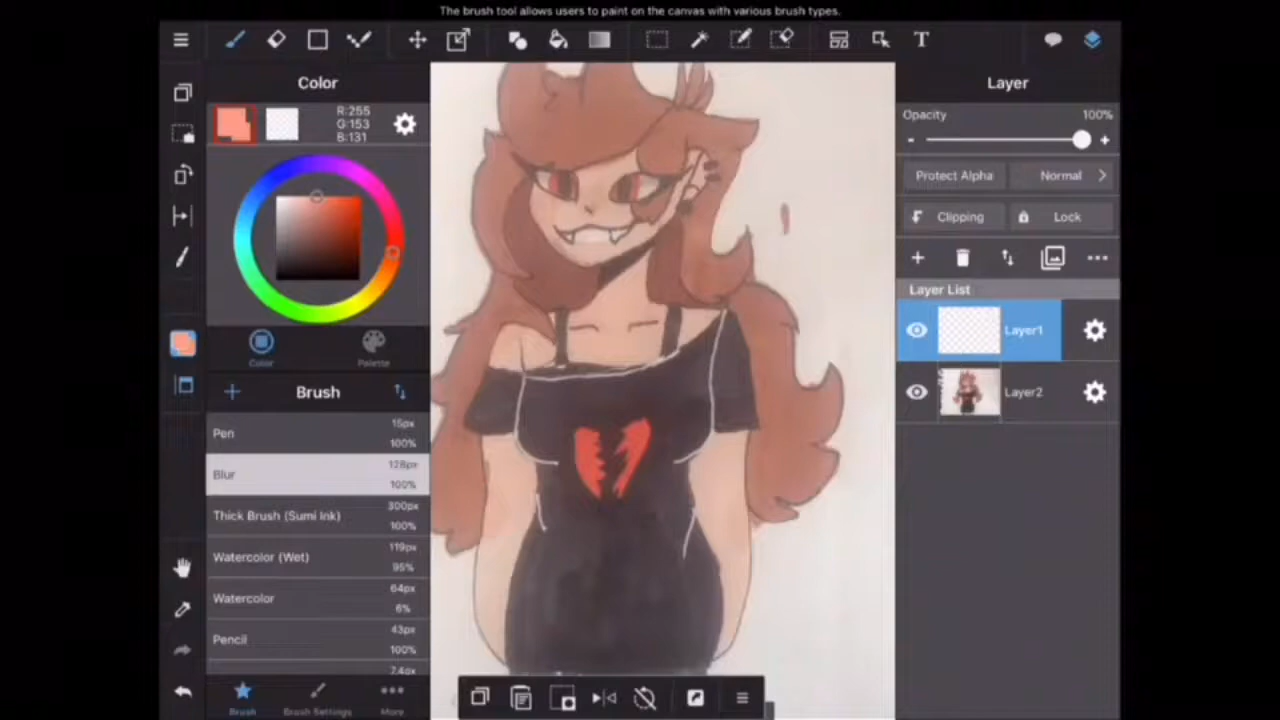 The brush tool allows users to paint on the canvas with various brush types.
T
Color
Layer
R:255
G:153
B:131
Opacity
100%
-
+
Protect Alpha
Normal
Clipping
Lock
Layer List
Layer1
Layer2
Color
Palette
Brush
Pen
15px
100%
Blur
128px
100%
Thick Brush (Sumi Ink)
300px
100%
Watercolor (Wet)
119px
95%
Watercolor
64px
6%
Pencil
43px
100%
7.4px
Brush
Brush Settings
More